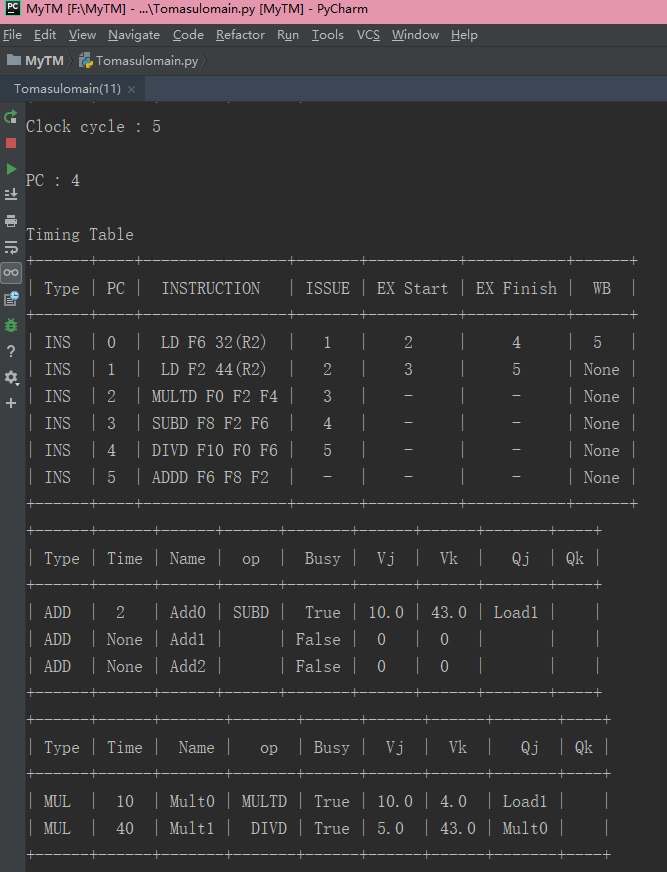 MyTM [F:\MyTM] - ...\Tomasulomain.py [MyTM] - PyCharm
File Edit View Navigate Code Refactor Run Tools VCS Window Help
MyTM Tomasulomain.py
Tomasulomain(11) ×
Clock cycle : 5
PC : 4
Timing Table
+------+----+----------------+-------+----------+-----------+------+
| Type | PC | INSTRUCTION | ISSUE | EX Start | EX Finish | WB |
+------+----+----------------+-------+----------+-----------+------+
| INS | 0 | LD F6 32(R2) | 1 | 2 | 4 | 5 |
| INS | 1 | LD F2 44(R2) | 2 | 3 | 5 | None |
| INS | 2 | MULTD F0 F2 F4 | 3 | - | - | None |
| INS | 3 | SUBD F8 F2 F6 | 4 | - | - | None |
| INS | 4 | DIVD F10 F0 F6 | 5 | - | - | None |
| INS | 5 | ADDD F6 F8 F2 | - | - | - | None |
+------+----+----------------+-------+----------+-----------+------+
+------+------+------+------+-------+------+------+-------+----+
| Type | Time | Name | op | Busy | Vj | Vk | Qj | Qk |
+------+------+------+------+-------+------+------+-------+----+
| ADD | 2 | Add0 | SUBD | True | 10.0 | 43.0 | Load1 | |
| ADD | None | Add1 | | False | 0 | 0 | | |
| ADD | None | Add2 | | False | 0 | 0 | | |
+------+------+------+------+-------+------+------+-------+----+
+------+------+-------+-------+------+------+------+-------+----+
| Type | Time | Name | op | Busy | Vj | Vk | Qj | Qk |
+------+------+-------+-------+------+------+------+-------+----+
| MUL | 10 | Mult0 | MULTD | True | 10.0 | 4.0 | Load1 | |
| MUL | 40 | Mult1 | DIVD | True | 5.0 | 43.0 | Mult0 | |
+------+------+-------+-------+------+------+------+-------+----+